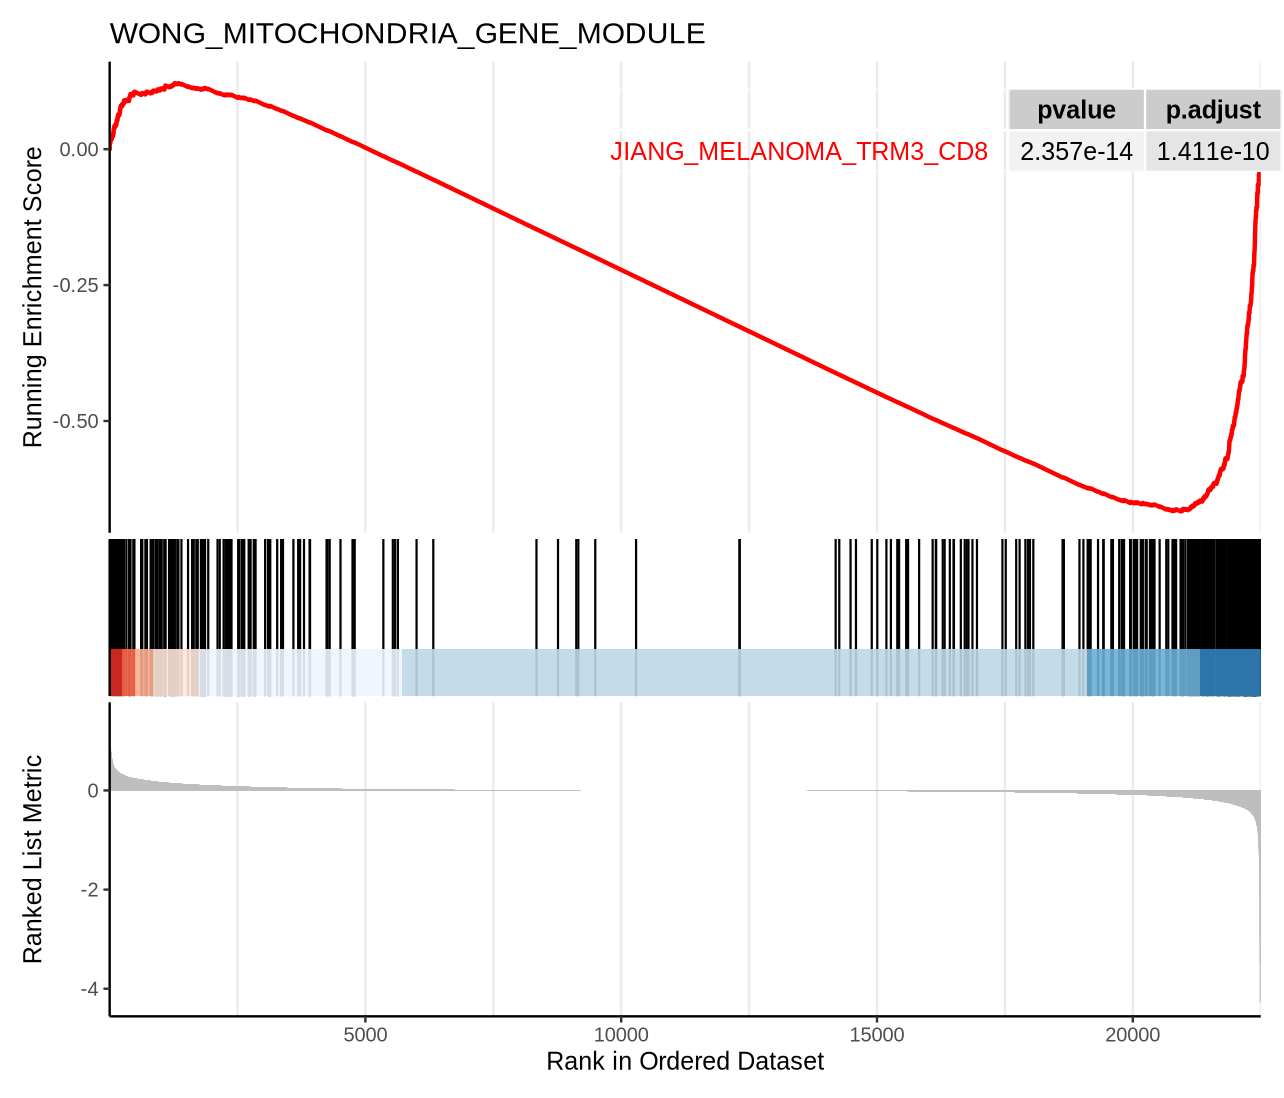 WONG_MITOCHONDRIA_GENE_MODULE
Running Enrichment Score
0.00
-0.25
-0.50
pvalue p.adjust
JIANG_MELANOMA_TRM3_CD8 2.357e-14 1.411e-10
Ranked List Metric
0
-2
-4
5000 10000 15000 20000
Rank in Ordered Dataset